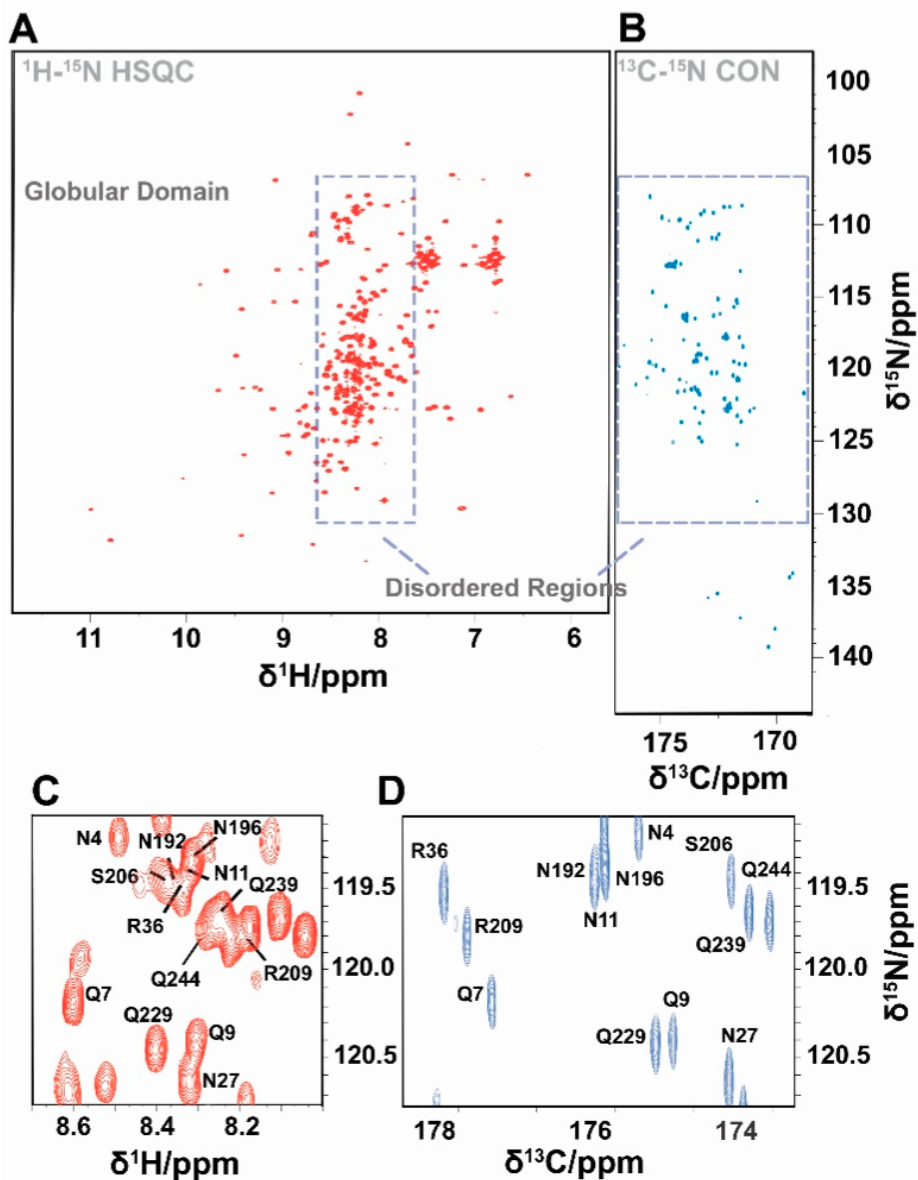 A
B
¹H-¹⁵N HSQC
¹³C-¹⁵N CON
Globular Domain
100
105
110
115
120
125
130
135
140
δ¹⁵N/ppm
Disordered Regions
11
10
9
8
7
6
δ¹H/ppm
175
170
δ¹³C/ppm
C
D
N4
N192
N196
S206
N11
Q239
R36
Q244
R209
Q7
Q229
Q9
N27
119.5
120.0
120.5
8.6
8.4
8.2
δ¹H/ppm
R36
N4
S206
Q244
N192
N196
R209
N11
Q239
Q7
Q9
Q229
N27
119.5
120.0
120.5
δ¹⁵N/ppm
178
176
174
δ¹³C/ppm